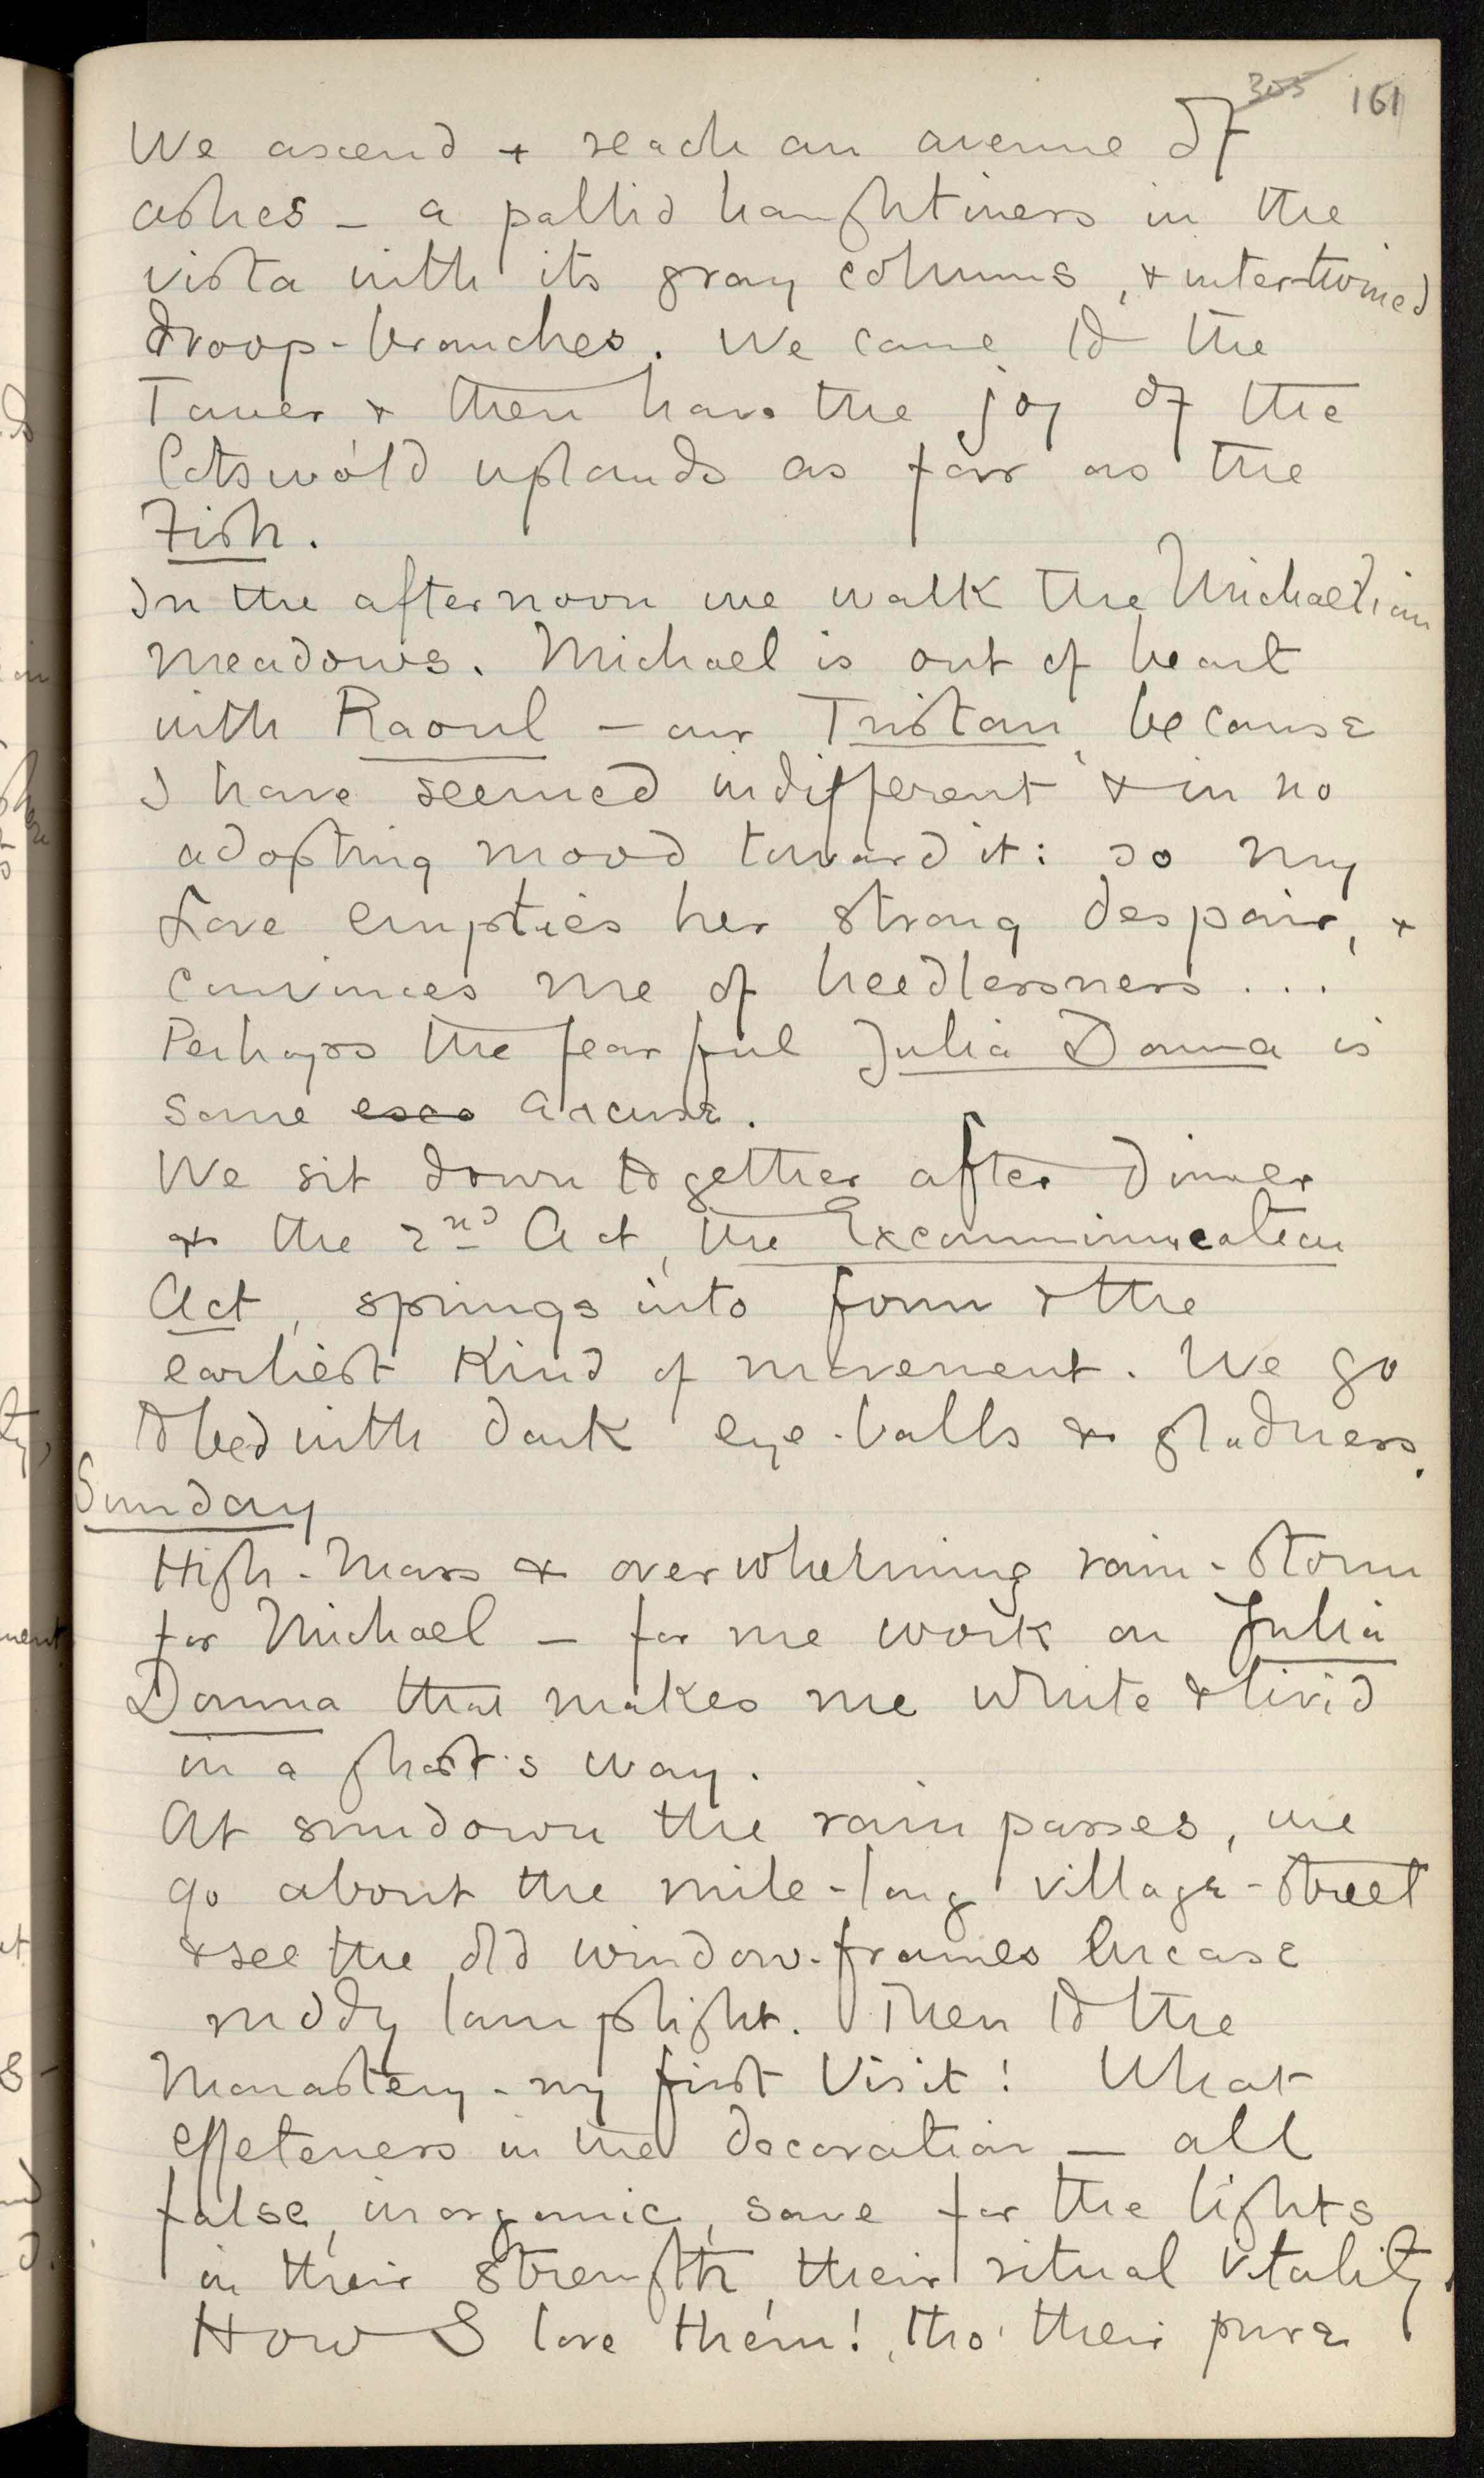 305 161
We ascend + reach an avenue of
ashes – a pallid haughtiness in the
vista with its gray columns, + inter-twined
droop-branches. We came to the
Tower + then have the joy of the
Cotswold uplands as far as the
Fish.
In the afternoon we walk the Michaelian
meadows. Michael is out of heart
with Raoul – our Tristan, because
I have seemed indifferent + in no
adopting mood toward it: so my
Love empties her strong despair, +
convinces me of heedlessness ...
Perhaps the fearful Julia Domna is
some esco excuse.
We sit down together after dinner
+ the 2nd Act, the Excommunication
Act, springs into form + the
earliest kind of movement. We go
to bed with dark eye-balls + gladness.
Sunday
High-Mass + overwhelming rain-storm
for Michael – for me work on Julia
Domna that makes me white + livid
in a ghost's way.
At sundown the rain passes, we
go about the mile-long village-street
+ see the old window-frames encase
ruddy lamplight. Then to the
Monastery – my first visit! What
effeteness in the decoration – all
false, inorganic, save for the lights
in their strength, their ritual vitality.
How I love them! tho' their pure